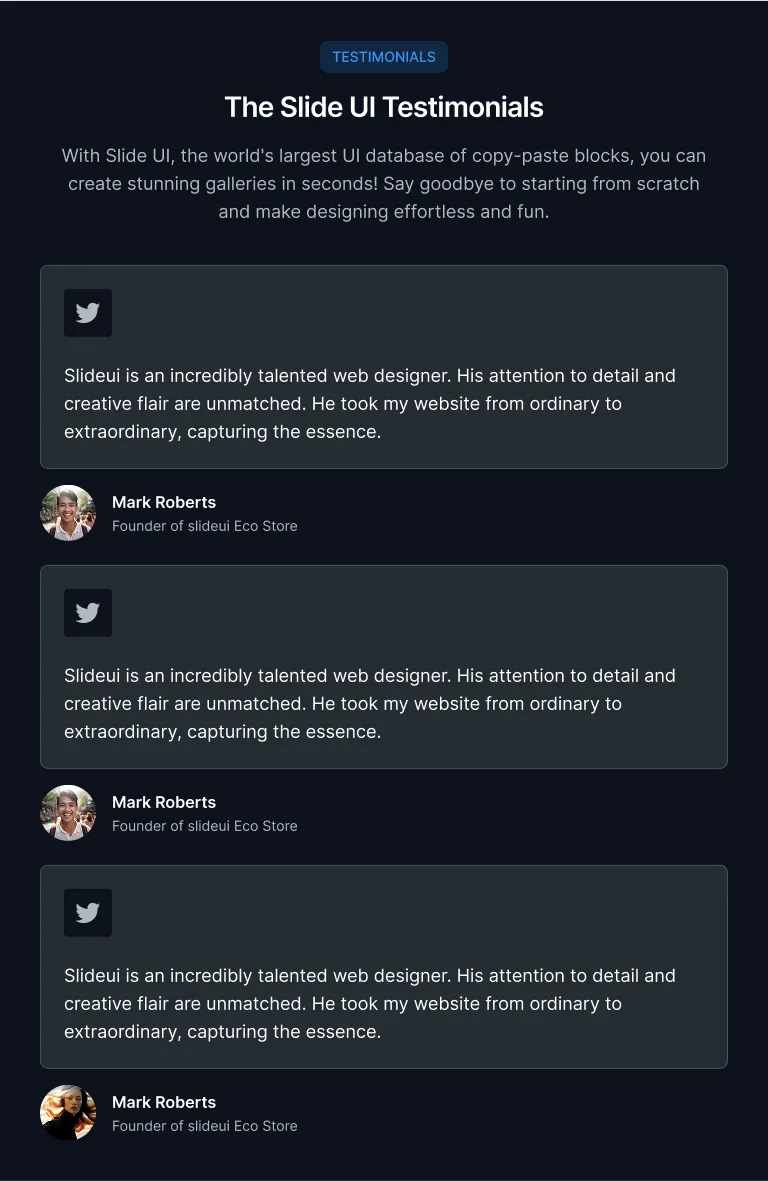 TESTIMONIALS
The Slide UI Testimonials
With Slide UI, the world's largest UI database of copy-paste blocks, you can
create stunning galleries in seconds! Say goodbye to starting from scratch
and make designing effortless and fun.
Slideui is an incredibly talented web designer. His attention to detail and
creative flair are unmatched. He took my website from ordinary to
extraordinary, capturing the essence.
Mark Roberts
Founder of slideui Eco Store
Slideui is an incredibly talented web designer. His attention to detail and
creative flair are unmatched. He took my website from ordinary to
extraordinary, capturing the essence.
Mark Roberts
Founder of slideui Eco Store
Slideui is an incredibly talented web designer. His attention to detail and
creative flair are unmatched. He took my website from ordinary to
extraordinary, capturing the essence.
Mark Roberts
Founder of slideui Eco Store